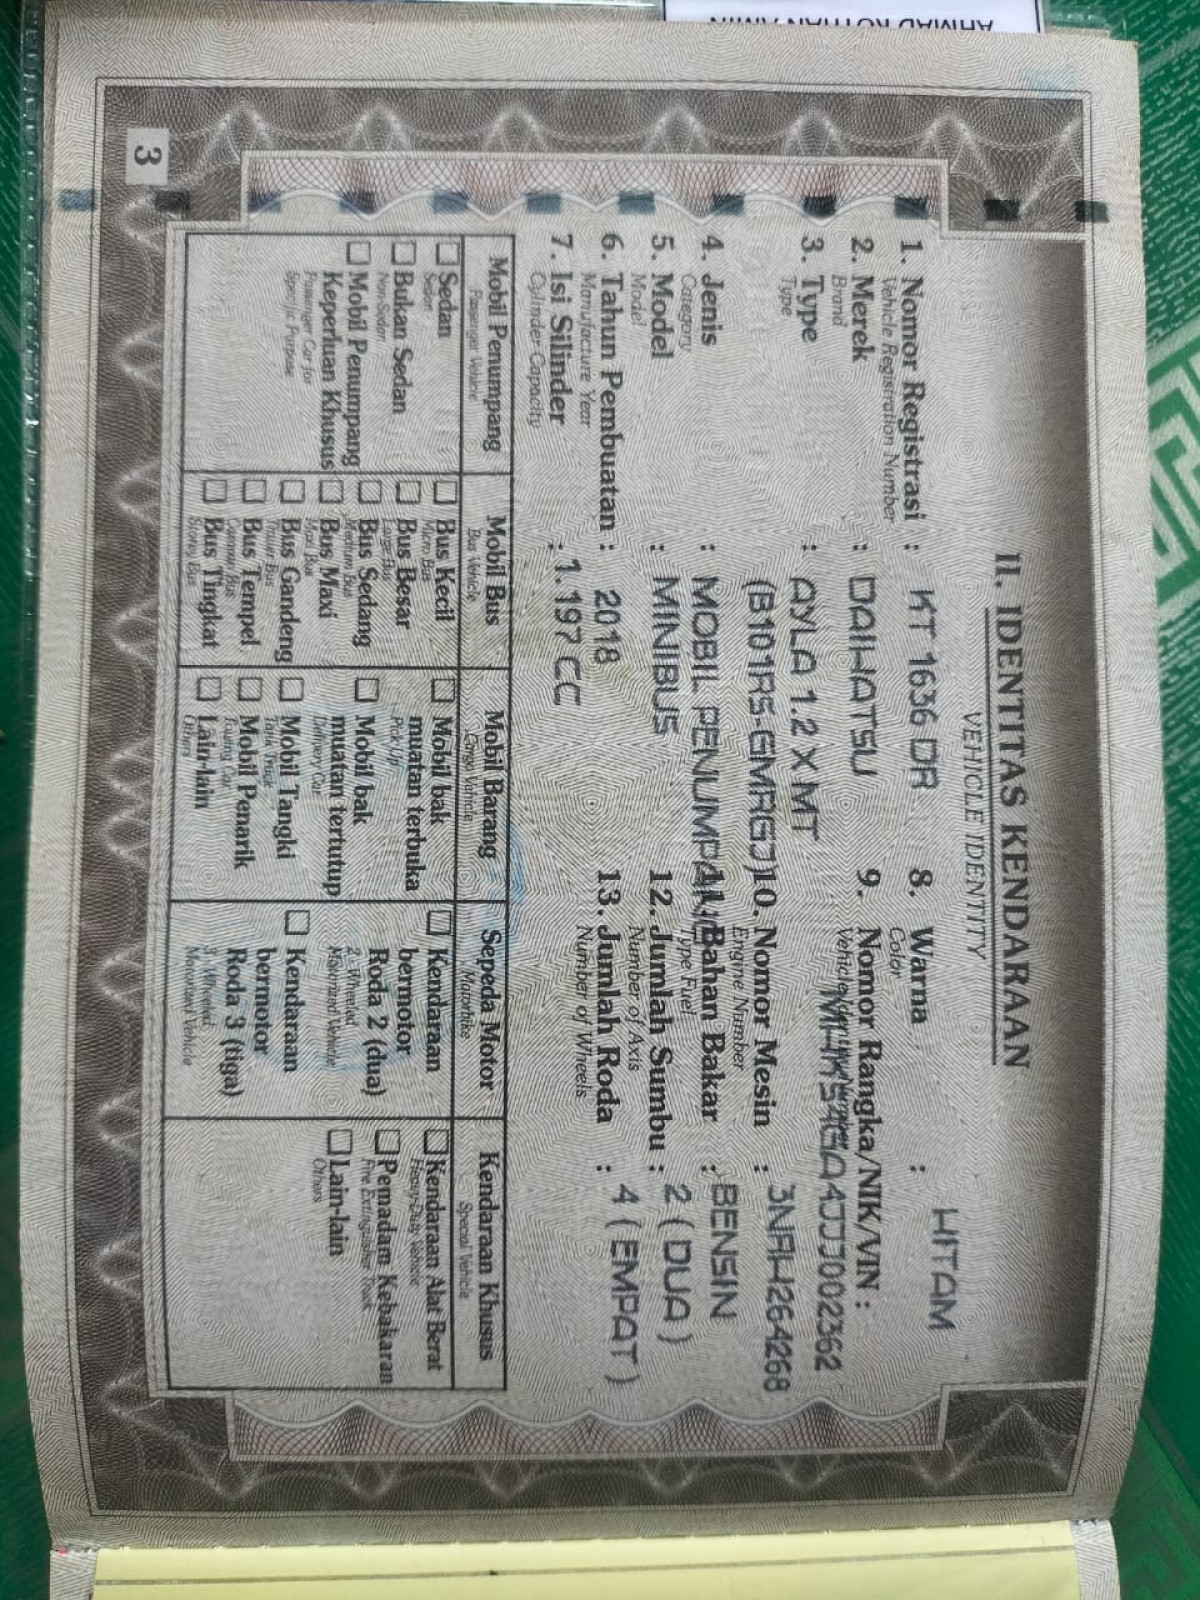 AHMAD
II. IDENTITAS KENDARAAN
VEHICLE IDENTITY
1. Nomor Registrasi : KT 1636 DR
Vehicle Registration Number
2. Merek : DAIHATSU
Brand
3. Type : AYLA 1.2 X MT
Type
(B101RS-GMRGJ)
4. Jenis : MOBIL PENUMPANG
Category
5. Model : MINIBUS
Model
6. Tahun Pembuatan : 2018
Manufacture Year
7. Isi Silinder : 1.197 CC
Cylinder Capacity
8. Warna : HITAM
Color
9. Nomor Rangka/NIK/VIN :
Vehicle Identify Number
MHKS4GA4JJJ002362
10. Nomor Mesin : 3NRH264268
Engine Number
11. Bahan Bakar : BENSIN
Type Fuel
12. Jumlah Sumbu : 2 ( DUA )
Number of Axis
13. Jumlah Roda : 4 ( EMPAT )
Number of Wheels
Mobil Penumpang
Passenger Vehicle
Sedan
Sedan
Bukan Sedan
Non-Sedan
Mobil Penumpang
Keperluan Khusus
Passenger Car for
Specific Purpose
Mobil Bus
Bus Vehicle
Bus Kecil
Micro Bus
Bus Besar
Large Bus
Bus Sedang
Medium Bus
Bus Maxi
Maxi Bus
Bus Gandeng
Bus Tempel
Bus Tingkat
Storey Bus
Mobil Barang
Cargo Vehicle
Mobil bak
muatan terbuka
Pick Up
Mobil bak
muatan tertutup
Delivery Car
Mobil Tangki
Tank Truck
Mobil Penarik
Towing Car
Lain-lain
Others
Sepeda Motor
Motorbike
Kendaraan
bermotor
Roda 2 (dua)
2 - Wheeled
Motorized Vehicle
Kendaraan
bermotor
Roda 3 (tiga)
3 - Wheeled
Motorized Vehicle
Kendaraan Khusus
Special Vehicle
Kendaraan Alat Berat
Heavy-Duty Vehicle
Pemadam Kebakaran
Fire Extinguisher Truck
Lain-lain
Others
3